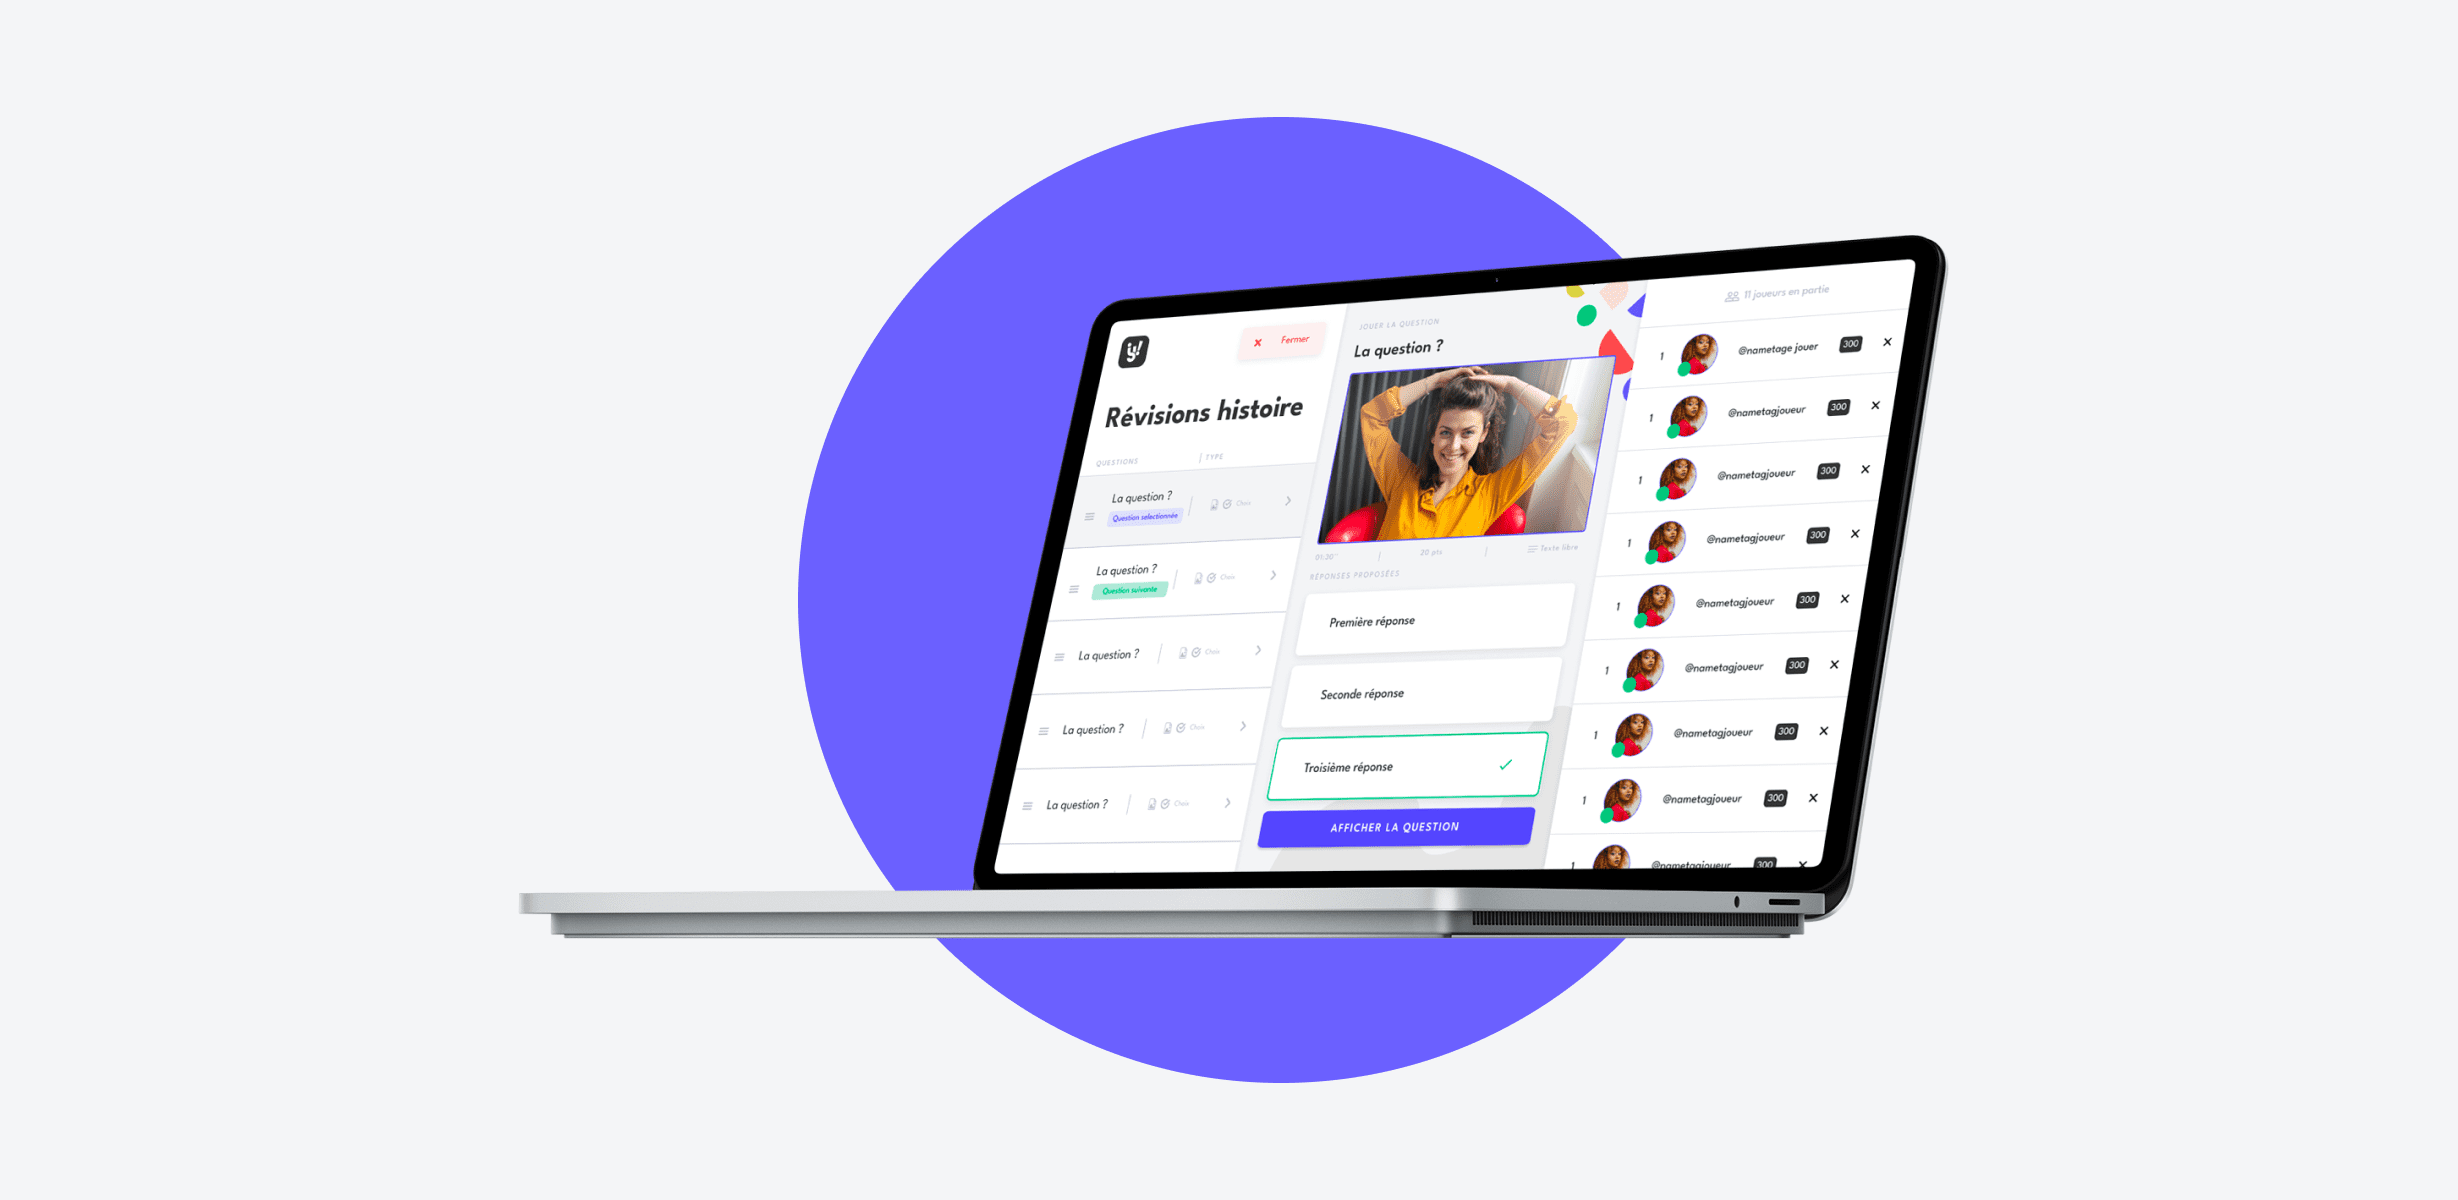 y!
Fermer
Révisions histoire
QUESTIONS
TYPE
La question ?
Question selectionnée
Choix
La question ?
Question suivante
Choix
La question ?
Choix
La question ?
Choix
La question ?
Choix
JOUER LA QUESTION
La question ?
01:30"
20 pts
Texte libre
RÉPONSES PROPOSÉES
Première réponse
Seconde réponse
Troisième réponse
AFFICHER LA QUESTION
11 joueurs en partie
1 @nametage jouer 300
1 @nametagjoueur 300
1 @nametagjoueur 300
1 @nametagjoueur 300
1 @nametagjoueur 300
1 @nametagjoueur 300
1 @nametagjoueur 300
1 @nametagjoueur 300
1 @nametagjoueur 300